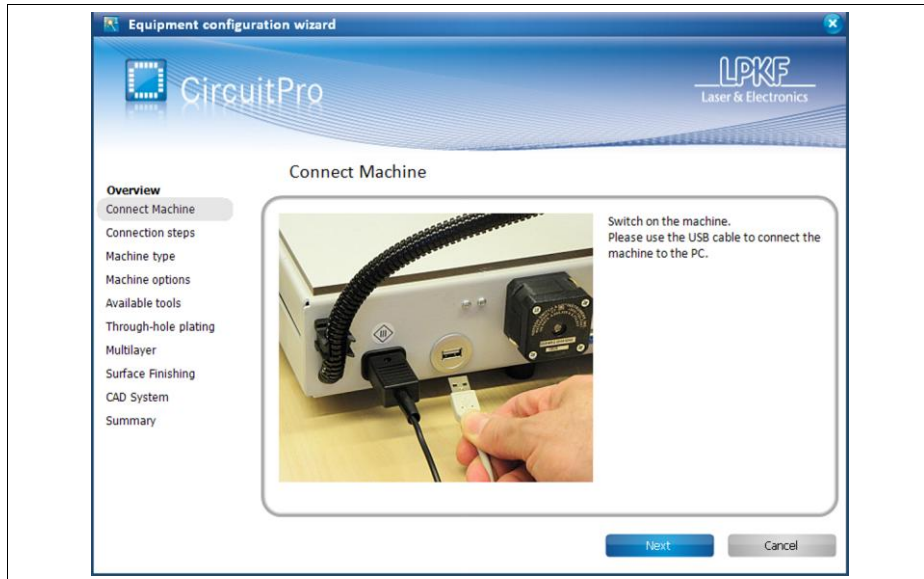 Equipment configuration wizard
CircuitPro
LPKF
Laser & Electronics
Connect Machine
Overview
Connect Machine
Connection steps
Machine type
Machine options
Available tools
Through-hole plating
Multilayer
Surface Finishing
CAD System
Summary
Switch on the machine.
Please use the USB cable to connect the
machine to the PC.
Next
Cancel